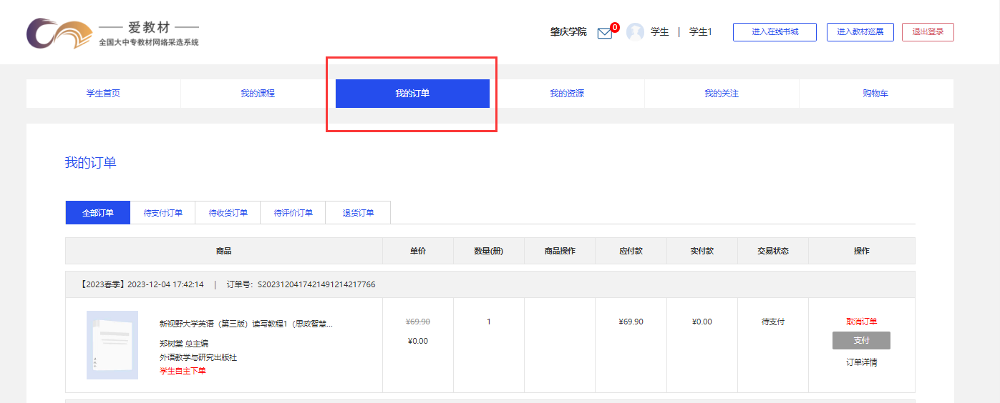 爱教材
全国大中专教材网络采选系统
肇庆学院 0 学生 | 学生1 进入在线书城 进入教材巡展 退出登录
学生首页 我的课程 我的订单 我的资源 我的关注 购物车
我的订单
全部订单 待支付订单 待收货订单 待评价订单 退货订单
商品 单价 数量(册) 商品操作 应付款 实付款 交易状态 操作
【2023春季】2023-12-04 17:42:14 | 订单号：S2023120417421491214217766
新视野大学英语（第三版）读写教程1（思政智慧... ¥69.90 1 ¥69.90 ¥0.00 待支付 取消订单
¥0.00 支付
郑树棠 总主编
外语教学与研究出版社 订单详情
学生自主下单